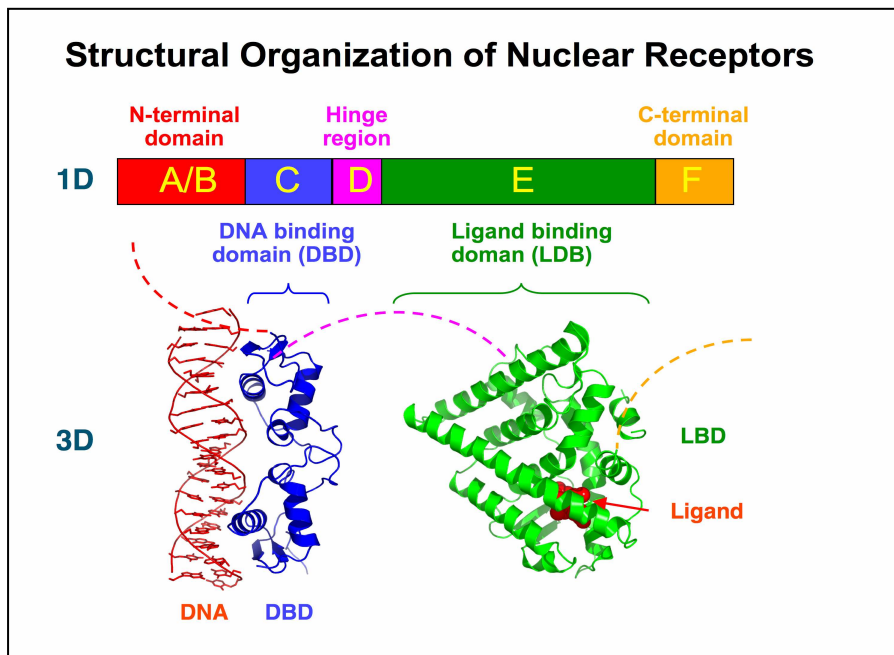 Structural Organization of Nuclear Receptors
N-terminal
domain
Hinge
region
C-terminal
domain
1D
A/B
C
D
E
F
DNA binding
domain (DBD)
Ligand binding
doman (LDB)
3D
LBD
Ligand
DNA
DBD